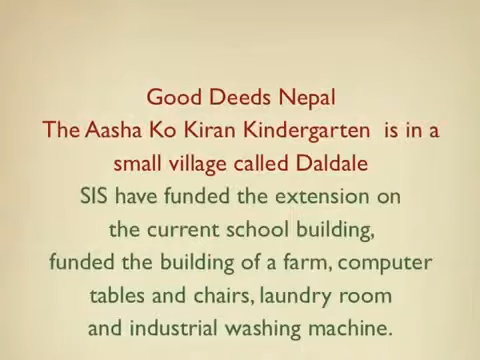 Good Deeds Nepal
The Aasha Ko Kiran Kindergarten is in a
small village called Daldale
SIS have funded the extension on
the current school building,
funded the building of a farm, computer
tables and chairs, laundry room
and industrial washing machine.